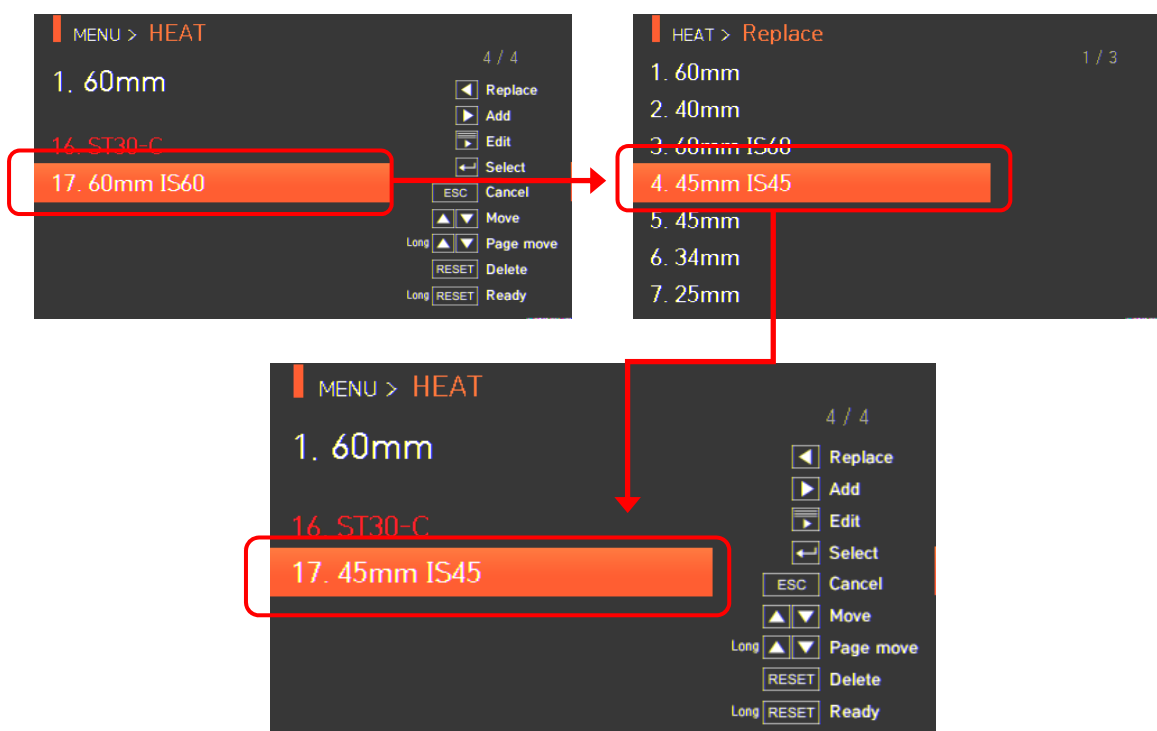 MENU > HEAT
4 / 4
1. 60mm
Replace
Add
16. ST30-C
Edit
Select
17. 60mm IS60
ESC Cancel
Move
Long Page move
RESET Delete
Long RESET Ready
HEAT > Replace
1 / 3
1. 60mm
2. 40mm
3. 60mm IS60
4. 45mm IS45
5. 45mm
6. 34mm
7. 25mm
MENU > HEAT
4 / 4
1. 60mm
Replace
Add
16. ST30-C
Edit
Select
17. 45mm IS45
ESC Cancel
Move
Long Page move
RESET Delete
Long RESET Ready